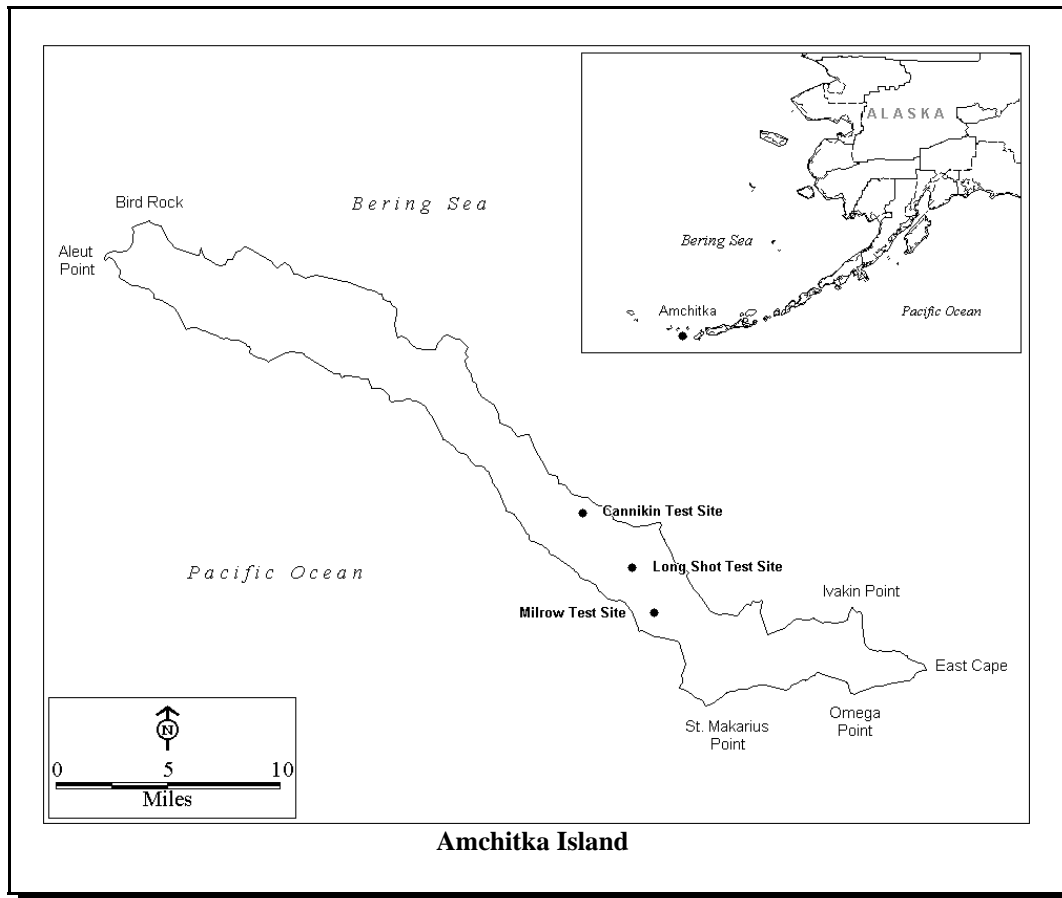 ALASKA
Bering Sea
Amchitka
Pacific Ocean
Bird Rock
Bering Sea
Aleut
Point
Cannikin Test Site
Pacific Ocean
Long Shot Test Site
Ivakin Point
Milrow Test Site
East Cape
St. Makarius
Point
Omega
Point
N
0 5 10
Miles
Amchitka Island